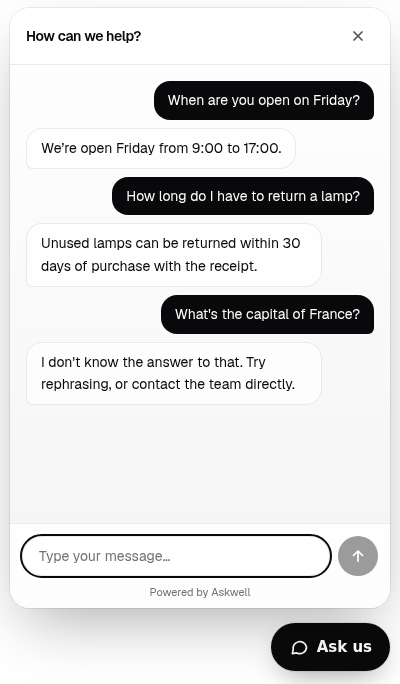 How can we help?
When are you open on Friday?
We’re open Friday from 9:00 to 17:00.
How long do I have to return a lamp?
Unused lamps can be returned within 30
days of purchase with the receipt.
What's the capital of France?
I don't know the answer to that. Try
rephrasing, or contact the team directly.
Type your message...
Powered by Askwell
Ask us